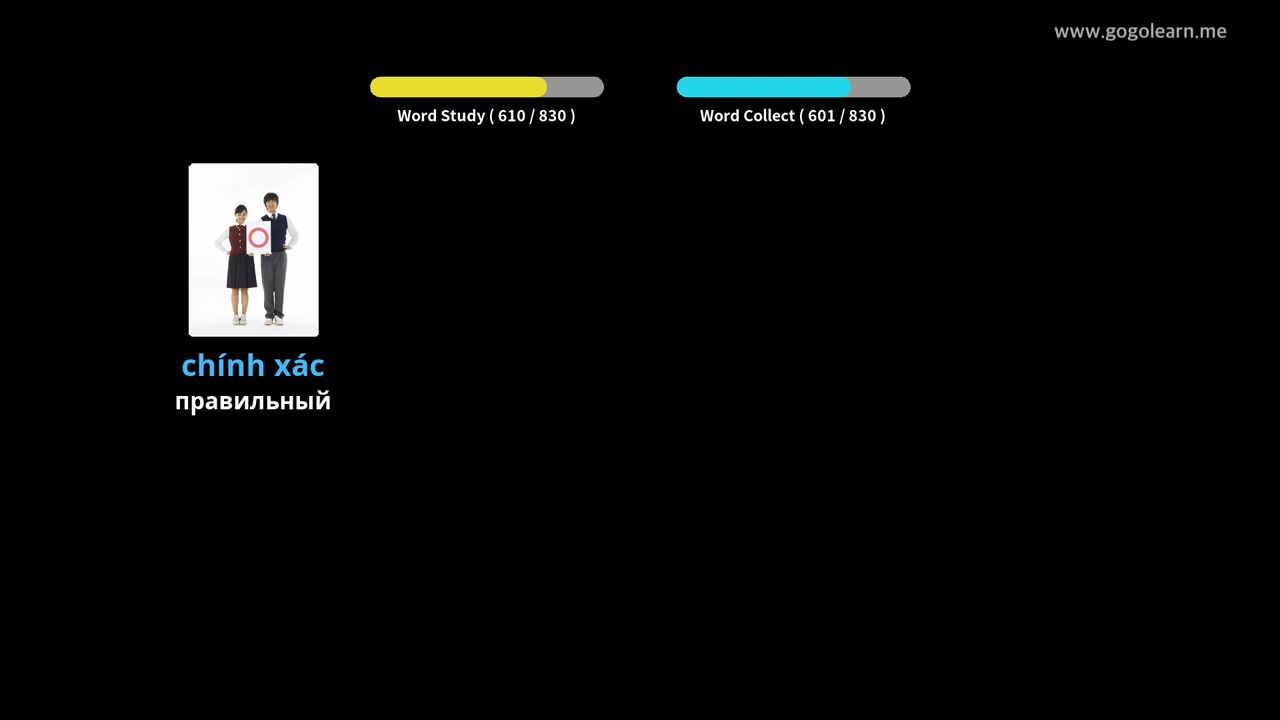 www.gogolearn.me
Word Study ( 610 / 830 )
Word Collect ( 601 / 830 )
chính xác
правильный